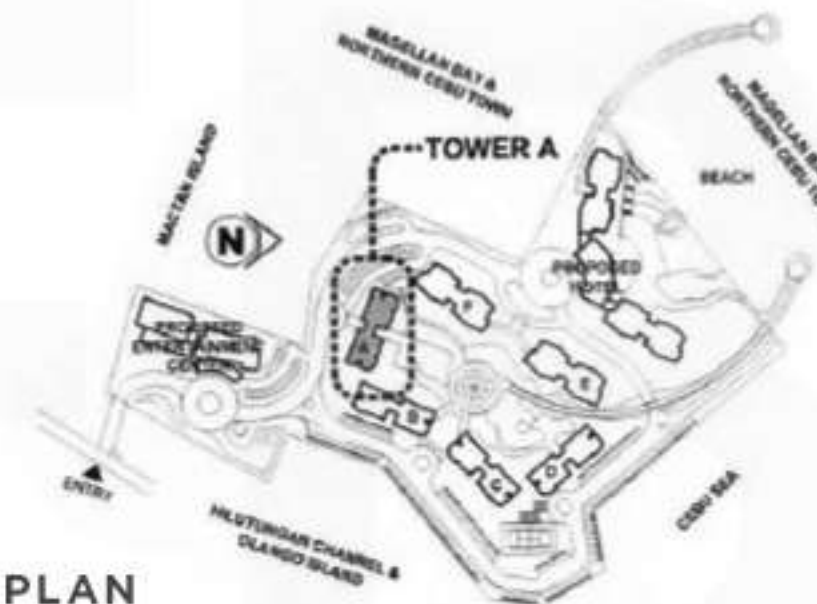 MAGELLAN BAY &
NORTHERN CEBU TOWN
MAGELLAN
NORTHERN CEBU TO
MACTAN ISLAND
TOWER A
BEACH
N
PROPOSED
HOTEL
F
PROPOSED
ENTERTAINMENT
CENTER
A
E
B
C
D
ENTRY
HILUTUNGAN CHANNEL &
OLANGO ISLAND
CEBU SEA
PLAN